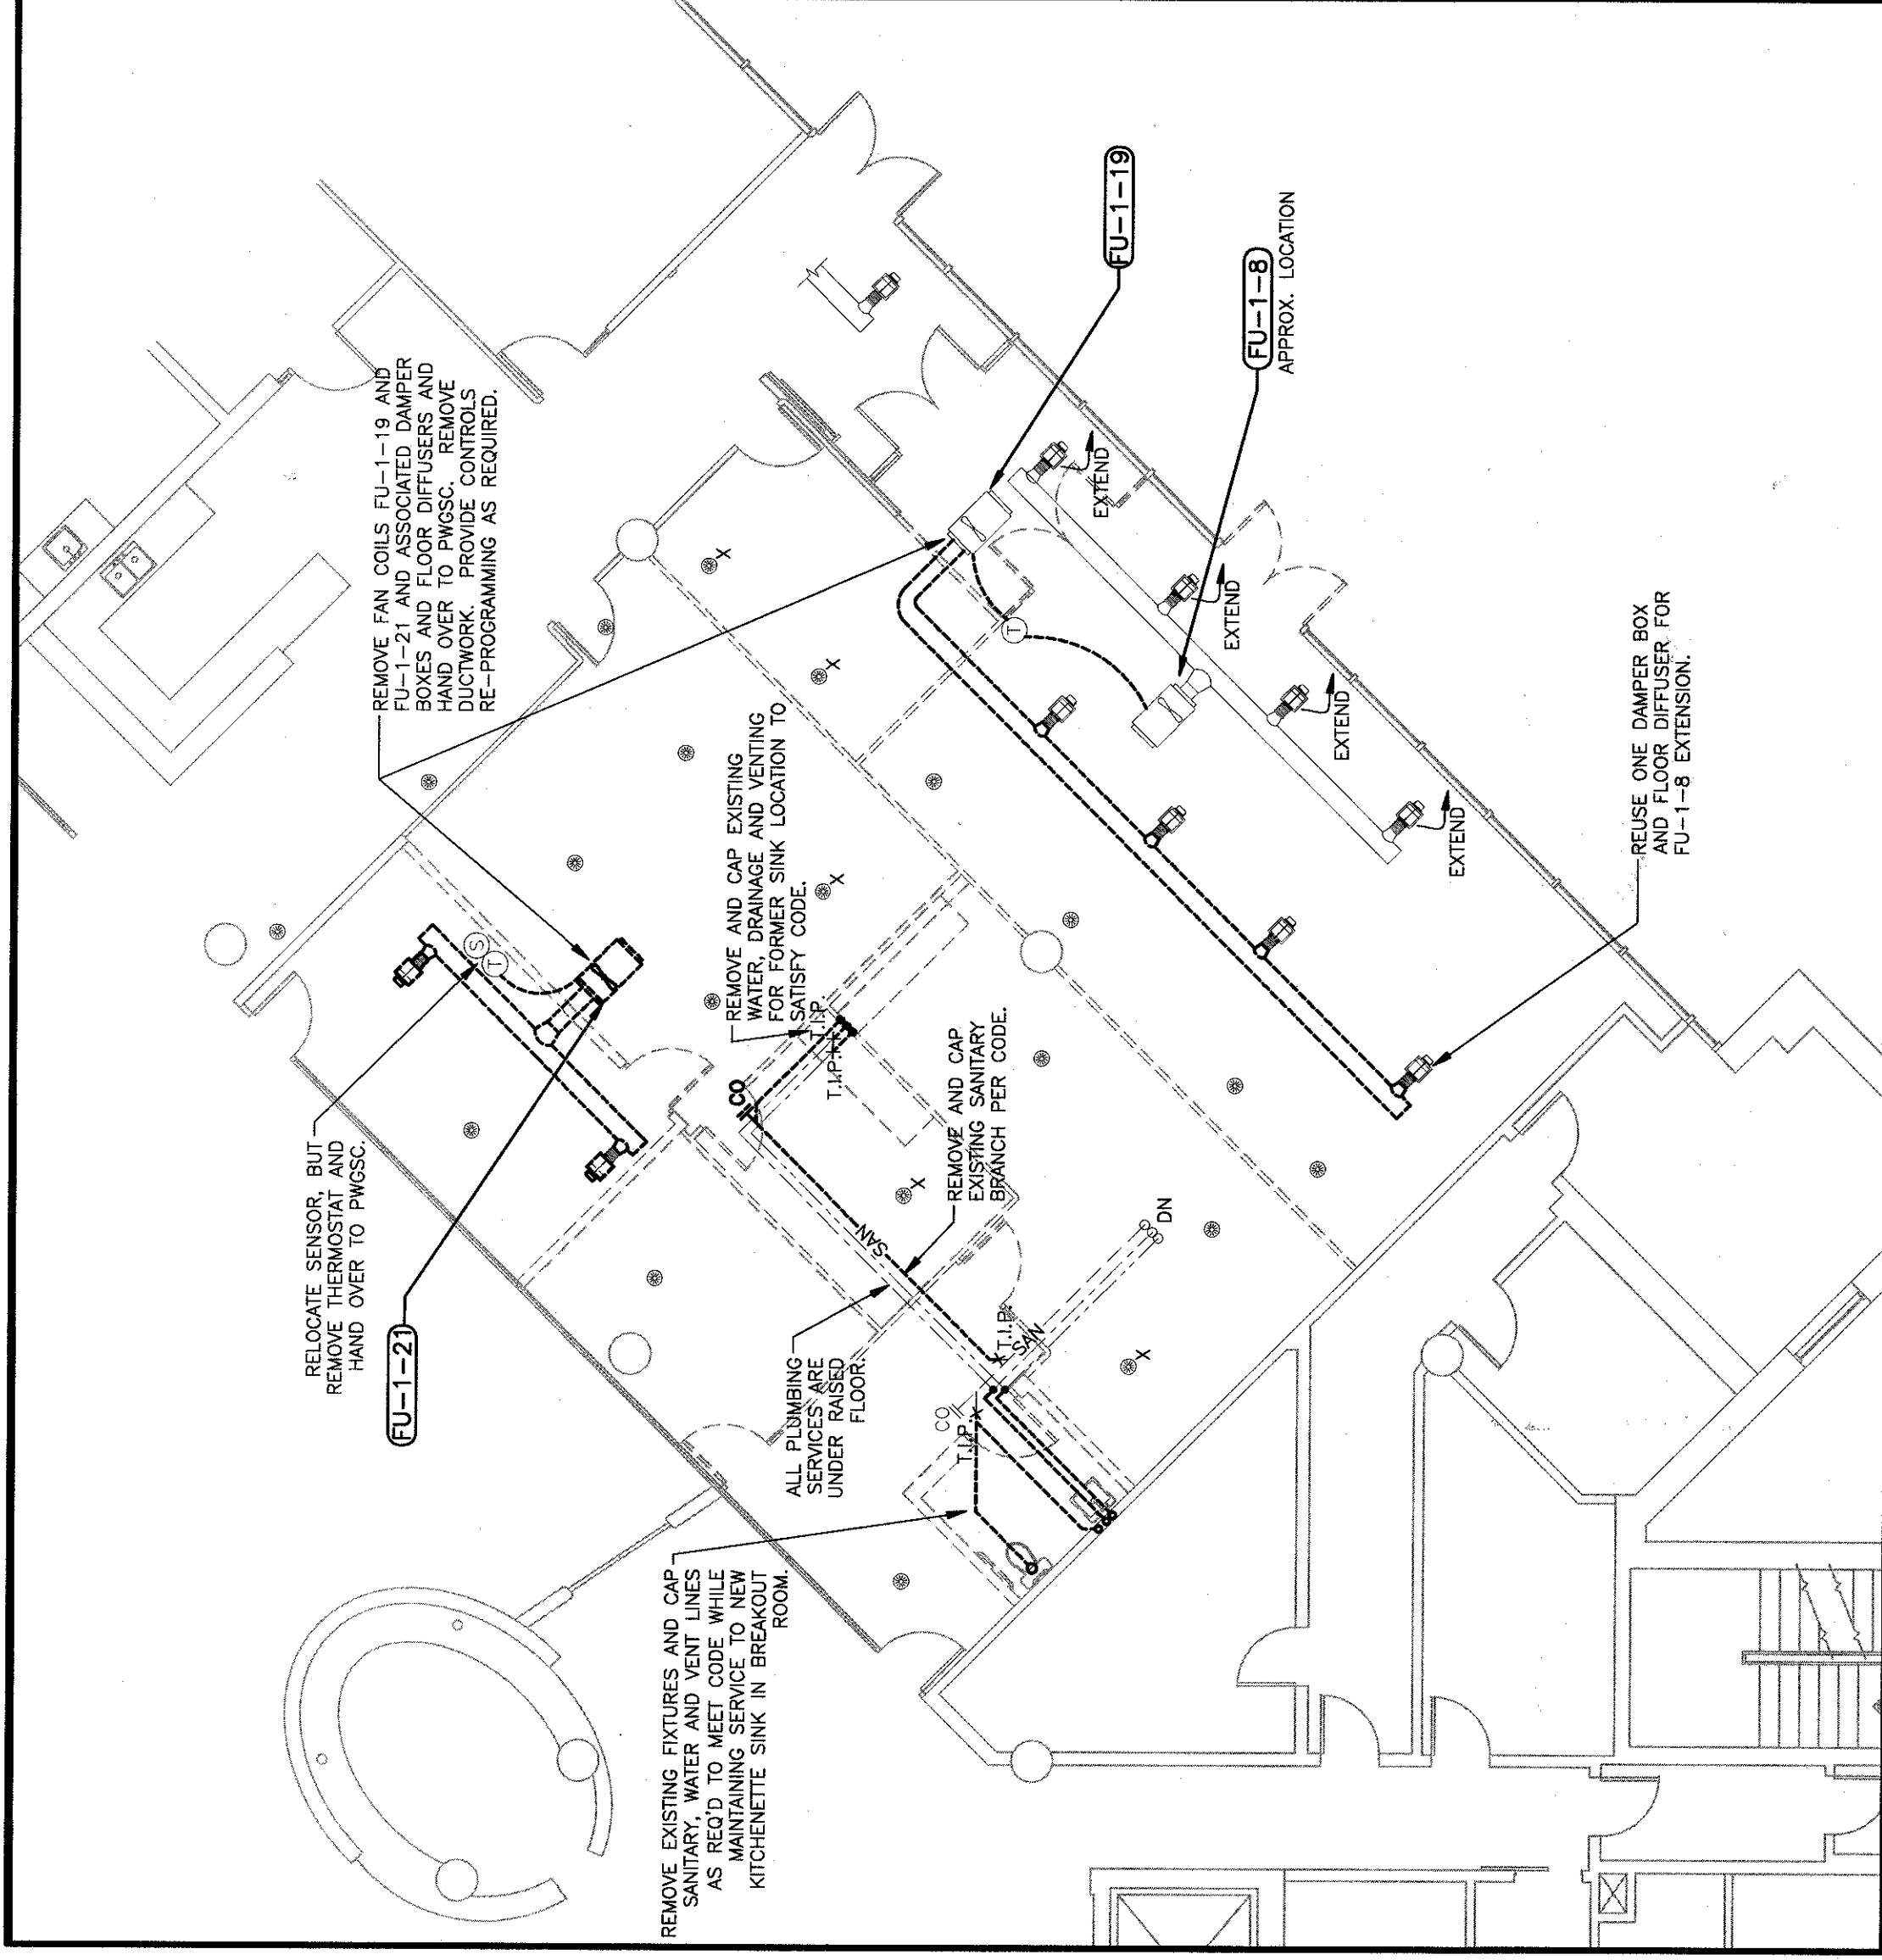 REMOVE FAN COILS FU-1-19 AND
FU-1-21 AND ASSOCIATED DAMPER
BOXES AND FLOOR DIFFUSERS AND
HAND OVER TO PWGSC. REMOVE
DUCTWORK. PROVIDE CONTROLS
RE-PROGRAMMING AS REQUIRED.
FU-1-19
FU-1-8
APPROX. LOCATION
EXTEND
EXTEND
EXTEND
EXTEND
REUSE ONE DAMPER BOX
AND FLOOR DIFFUSER FOR
FU-1-8 EXTENSION.
REMOVE AND CAP EXISTING
WATER, DRAINAGE AND VENTING
FOR FORMER SINK LOCATION TO
SATISFY CODE.
RELOCATE SENSOR, BUT
REMOVE THERMOSTAT AND
HAND OVER TO PWGSC.
FU-1-21
S
T
T
X
X
X
X
X
T.I.P.
T.I.P.
CO
REMOVE AND CAP
EXISTING SANITARY
BRANCH PER CODE.
SAN
DN
ALL PLUMBING
SERVICES ARE
UNDER RAISED
FLOOR.
T.I.P.
SAN
CO
T.I.P.
REMOVE EXISTING FIXTURES AND CAP
SANITARY, WATER AND VENT LINES
AS REQ'D TO MEET CODE WHILE
MAINTAINING SERVICE TO NEW
KITCHENETTE SINK IN BREAKOUT
ROOM.